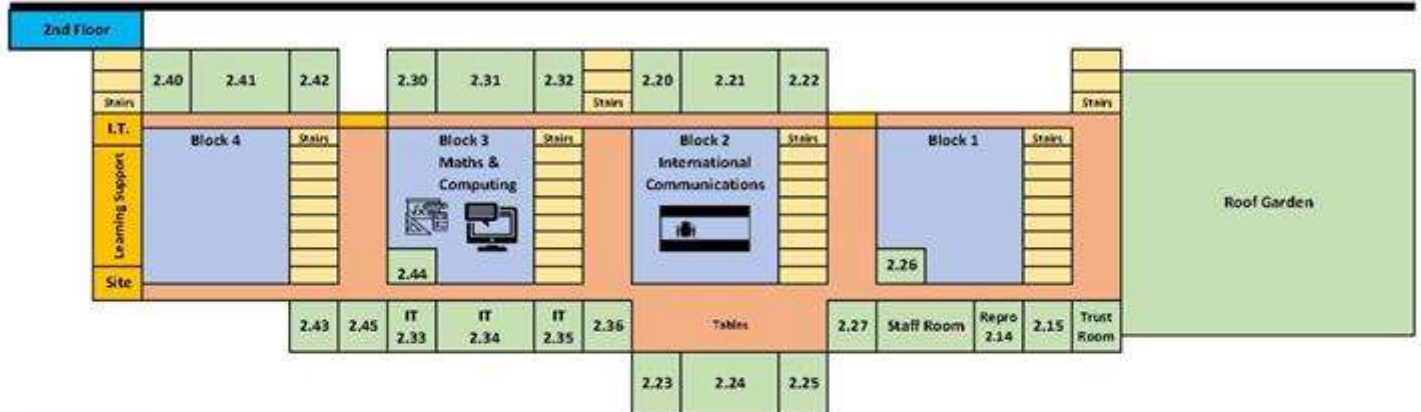 2nd Floor
2.40 2.41 2.42 2.30 2.31 2.32 2.20 2.21 2.22
Stairs Stairs Stairs
I.T.
Learning Support
Site
Block 4
Stairs
Block 3
Maths &
Computing
Stairs
Block 2
International
Communications
Stairs
Block 1
Stairs
Roof Garden
2.44
2.26
2.43 2.45
IT
2.33
IT
2.34
IT
2.35
2.36
Tables
2.27
Staff Room
Repro
2.14
2.15
Trust
Room
2.23 2.24 2.25